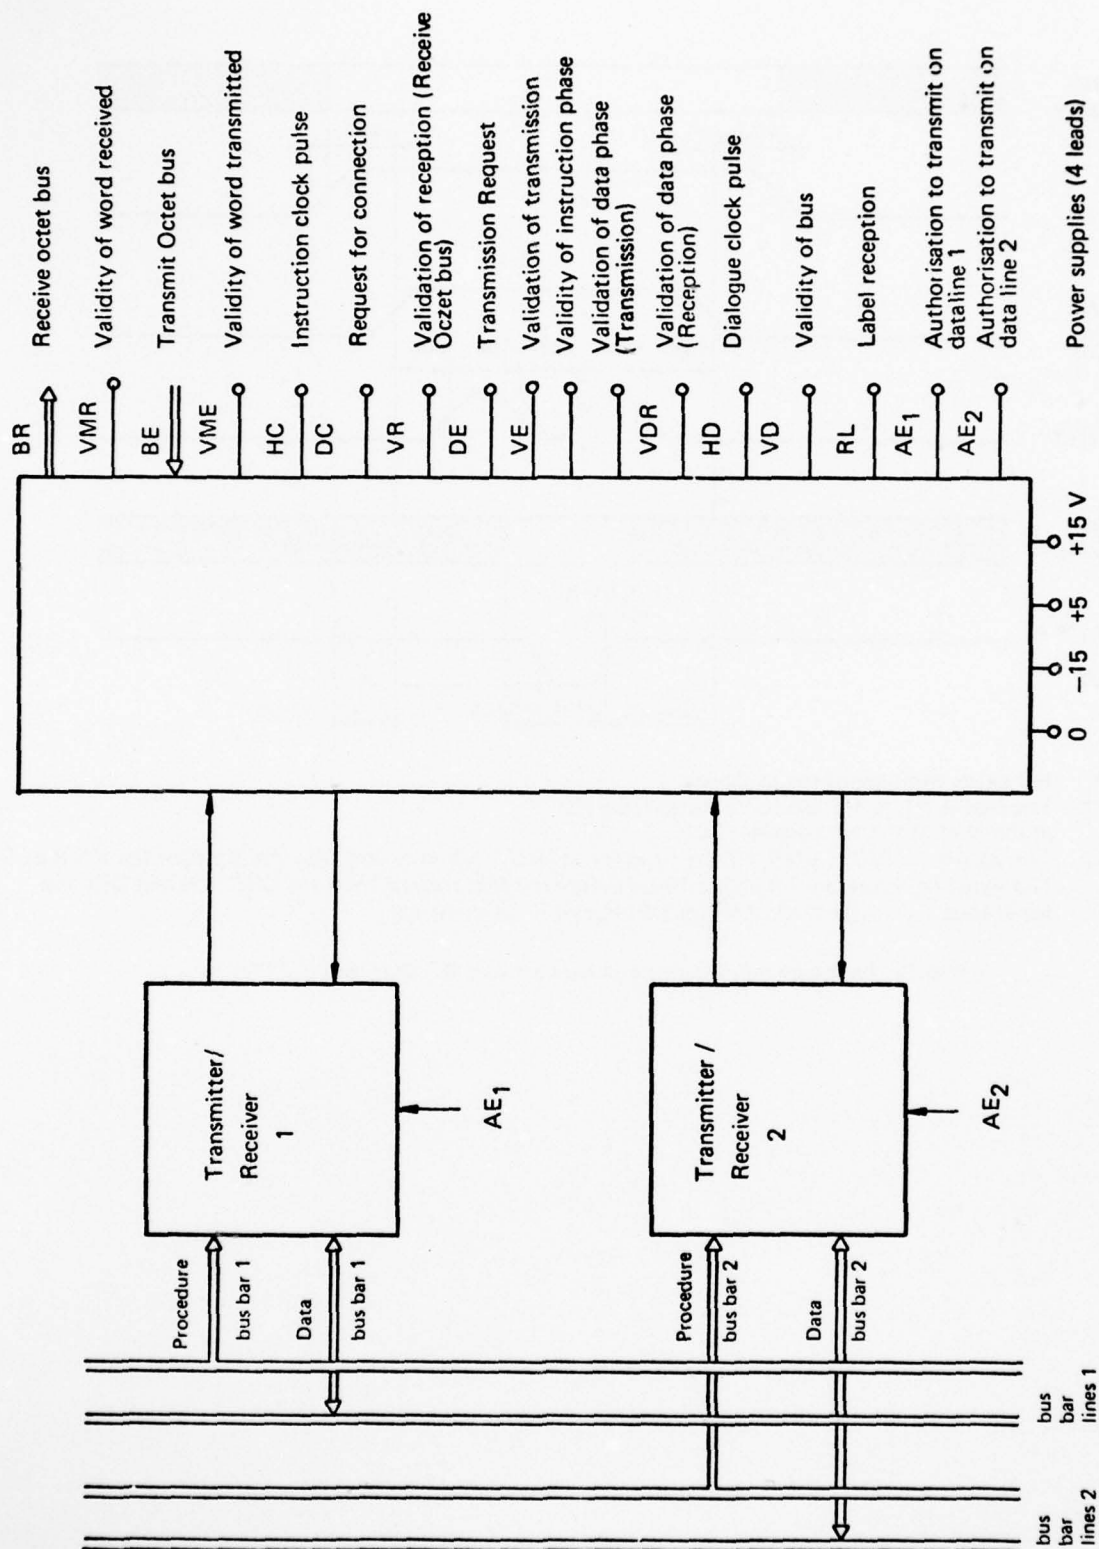 bus
bar
lines 2
bus
bar
lines 1
Procedure
bus bar 1
Data
bus bar 1
Procedure
bus bar 2
Data
bus bar 2
Transmitter/
Receiver
1
AE1
Transmitter /
Receiver
2
AE2
0 −15 +5 +15 V
BR
Receive octet bus
VMR
Validity of word received
BE
Transmit Octet bus
VME
Validity of word transmitted
HC
Instruction clock pulse
DC
Request for connection
VR
Validation of reception (Receive
Oczet bus)
DE
Transmission Request
VE
Validation of transmission
Validity of instruction phase
Validation of data phase
(Transmission)
VDR
Validation of data phase
(Reception)
HD
Dialogue clock pulse
VD
Validity of bus
RL
Label reception
AE1
Authorisation to transmit on
data line 1
AE2
Authorisation to transmit on
data line 2
Power supplies (4 leads)